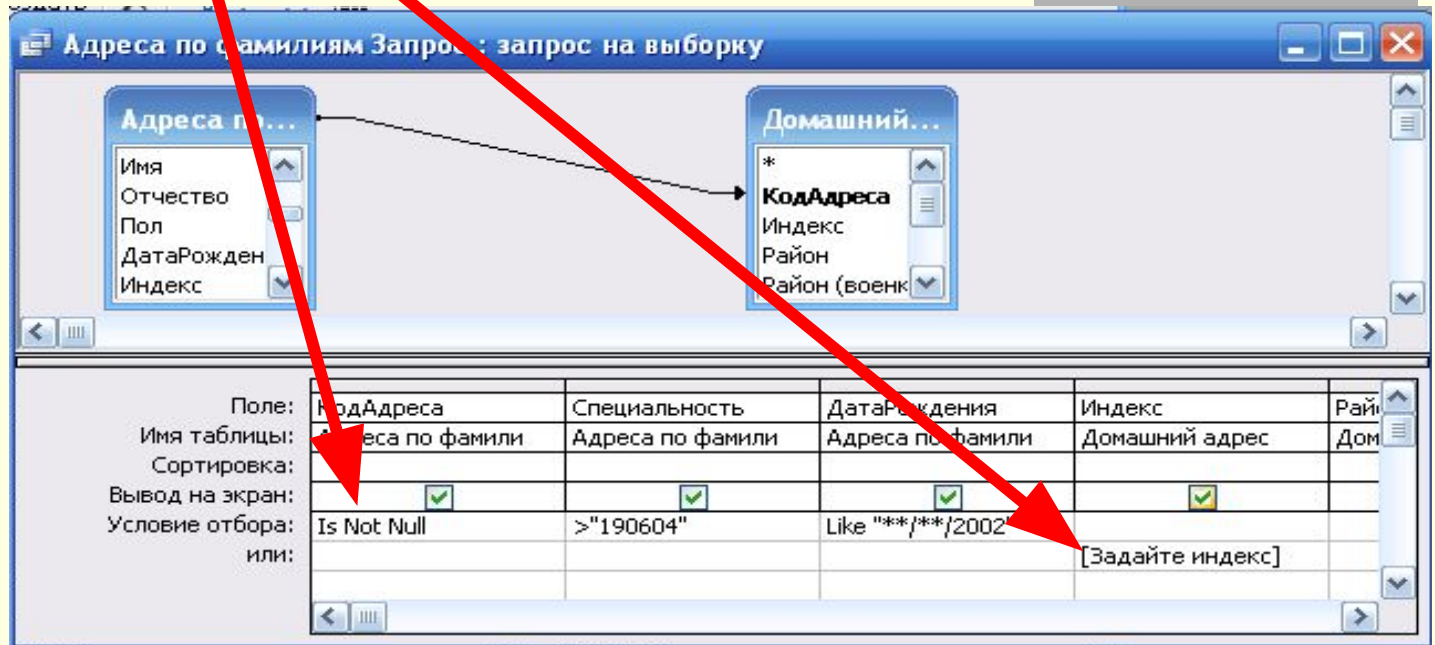 Адреса по фамилиям Запрос : запрос на выборку
Адреса по...
Имя
Отчество
Пол
ДатаРожден
Индекс
Домашний...
*
КодАдреса
Индекс
Район
Район (военк
Поле: КодАдреса Специальность ДатаРождения Индекс Райо
Имя таблицы: Адреса по фамили Адреса по фамили Адреса по фамили Домашний адрес Дом
Сортировка:
Вывод на экран:
Условие отбора: Is Not Null >"190604" Like "**/**/2002"
или: [Задайте индекс]